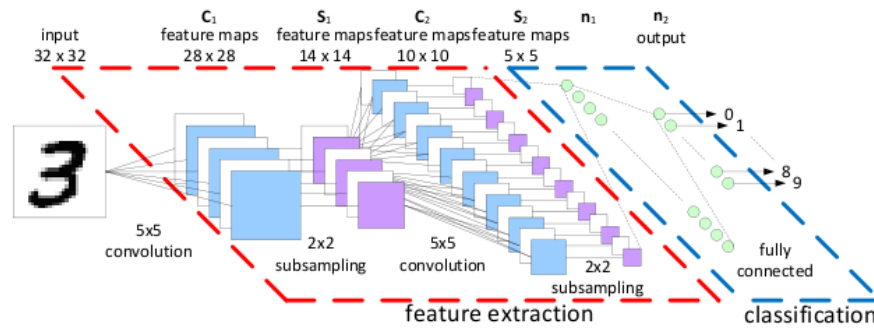 C₁ S₁ C₂ S₂ n₁ n₂
input feature maps feature maps feature maps feature maps output
32 x 32 28 x 28 14 x 14 10 x 10 5 x 5
0
1
3
8
9
5x5
convolution
2x2
subsampling
5x5
convolution
2x2
subsampling
fully
connected
feature extraction
classification